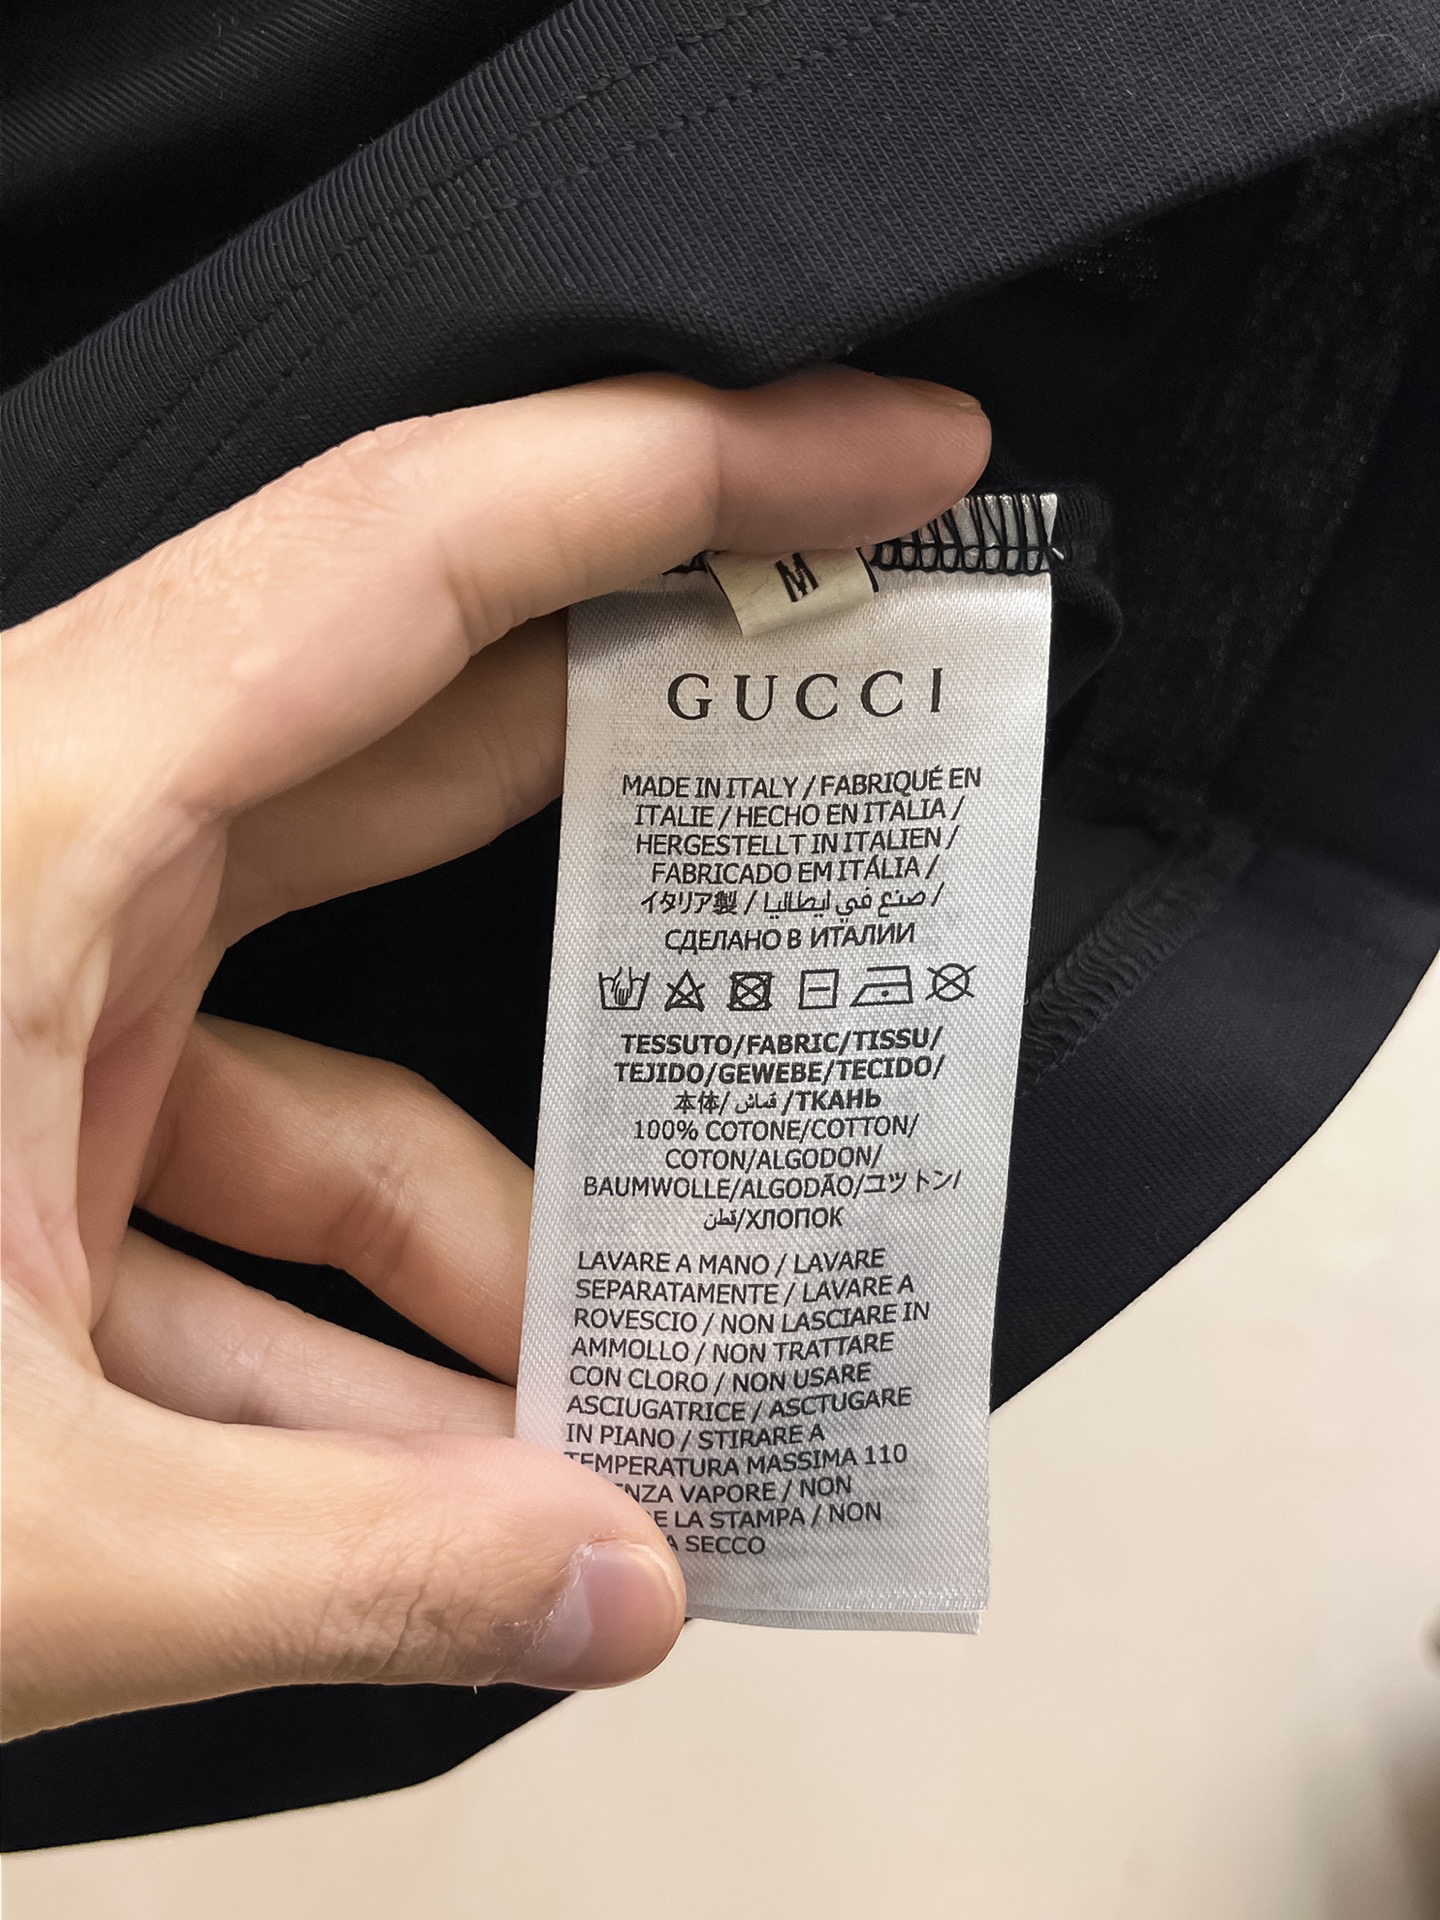 M
GUCCI
MADE IN ITALY / FABRIQUÉ EN
ITALIE / HECHO EN ITALIA /
HERGESTELLT IN ITALIEN /
FABRICADO EM ITÁLIA /
イタリア製 / صنع في ايطاليا /
СДЕЛАНО В ИТАЛИИ
TESSUTO/FABRIC/TISSU/
TEJIDO/GEWEBE/TECIDO/
本体/ قماش /ТКАНЬ
100% COTONE/COTTON/
COTON/ALGODON/
BAUMWOLLE/ALGODÃO/コットン/
قطن/ХЛОПОК
LAVARE A MANO / LAVARE
SEPARATAMENTE / LAVARE A
ROVESCIO / NON LASCIARE IN
AMMOLLO / NON TRATTARE
CON CLORO / NON USARE
ASCIUGATRICE / ASCTUGARE
IN PIANO / STIRARE A
TEMPERATURA MASSIMA 110
VAPORE / NON
LA STAMPA / NON
A SECCO